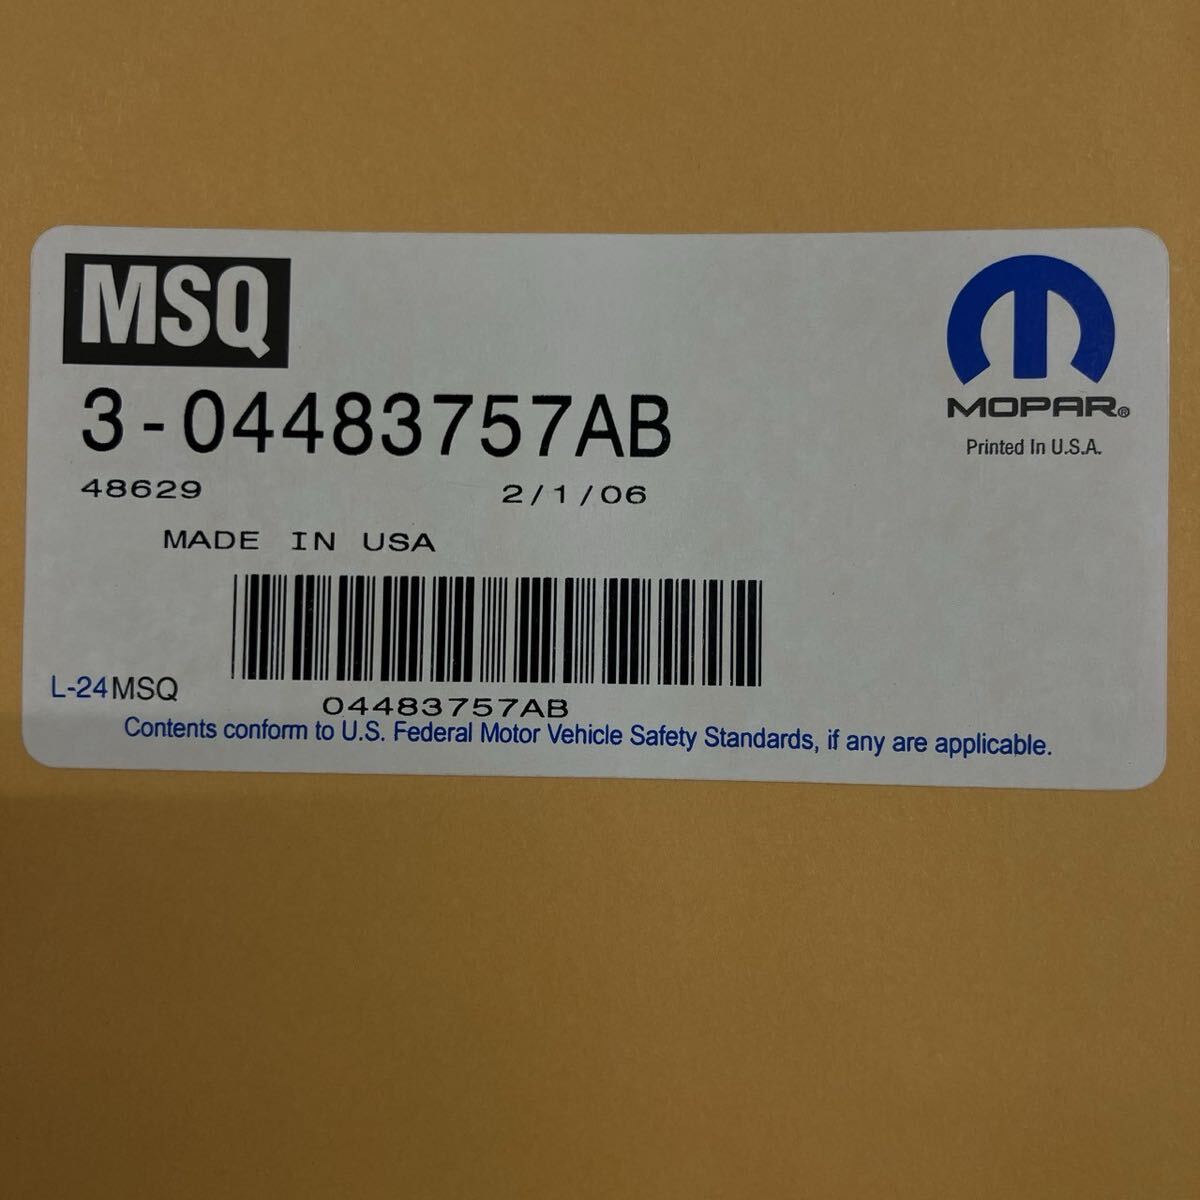 MSQ
MOPAR®
Printed In U.S.A.
3-04483757AB
48629 2/1/06
MADE IN USA
04483757AB
L-24MSQ
Contents conform to U.S. Federal Motor Vehicle Safety Standards, if any are applicable.